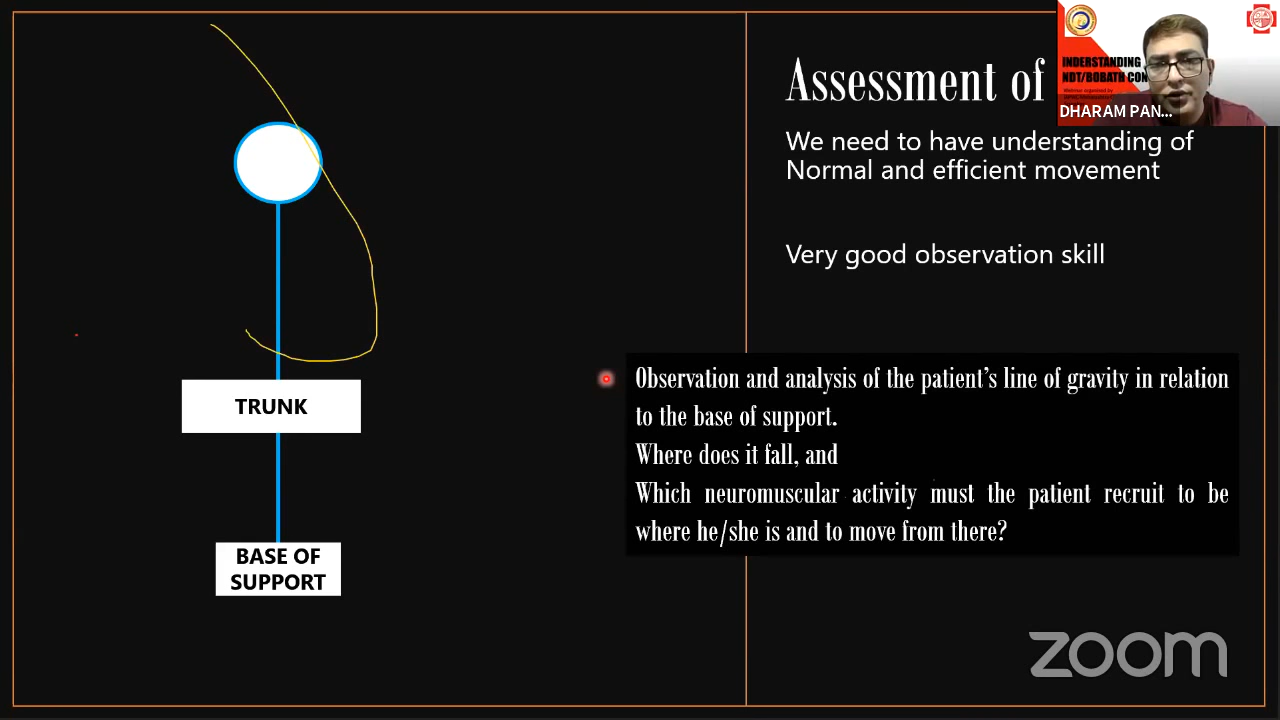 Assessment of
INDERSTANDING
NDT/BOBATH CON
DHARAM PAN...
We need to have understanding of
Normal and efficient movement
Very good observation skill
Observation and analysis of the patient's line of gravity in relation
to the base of support.
Where does it fall, and
Which neuromuscular activity must the patient recruit to be
where he/she is and to move from there?
TRUNK
BASE OF
SUPPORT
zoom